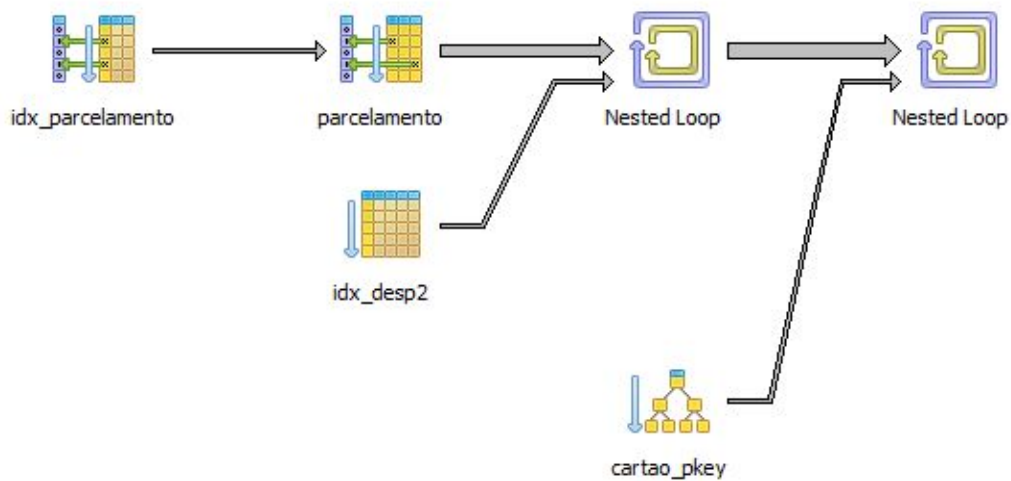 idx_parcelamento
parcelamento
Nested Loop
Nested Loop
idx_desp2
cartao_pkey